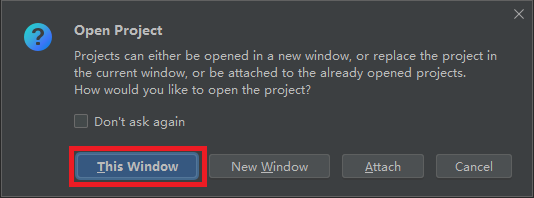 Open Project
Projects can either be opened in a new window, or replace the project in
the current window, or be attached to the already opened projects.
How would you like to open the project?
Don't ask again
This Window
New Window
Attach
Cancel